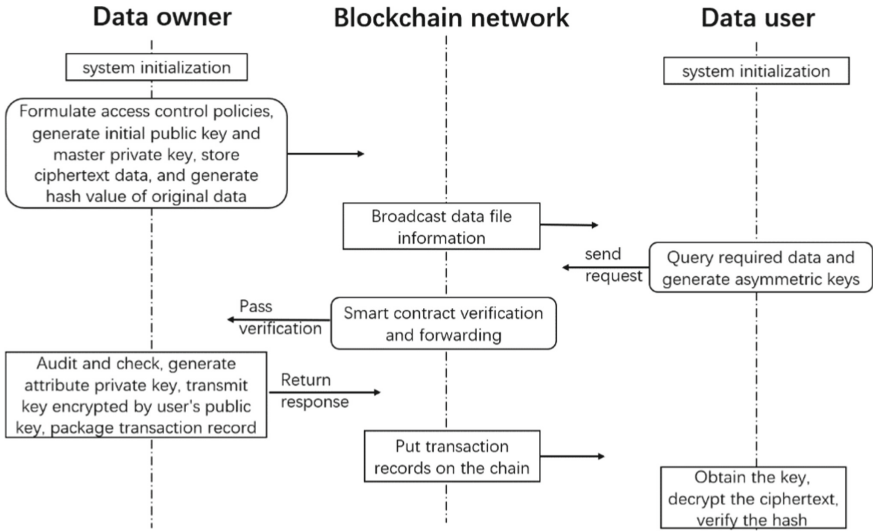 Data owner
Blockchain network
Data user
system initialization
system initialization
Formulate access control policies,
generate initial public key and
master private key, store
ciphertext data, and generate
hash value of original data
Broadcast data file
information
send
request
Query required data and
generate asymmetric keys
Pass
verification
Smart contract verification
and forwarding
Audit and check, generate
attribute private key, transmit
key encrypted by user's public
key, package transaction record
Return
response
Put transaction
records on the chain
Obtain the key,
decrypt the ciphertext,
verify the hash